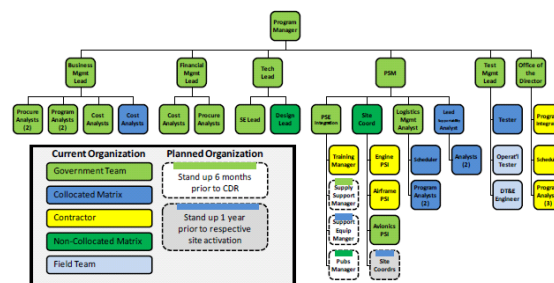 Program
Manager
Business
Mgmt
Lead
Financial
Mgmt
Lead
Tech
Lead
PSM
Test
Mgmt
Lead
Office of the
Director
Procure
Analysts
(2)
Program
Analysts
(2)
Cost
Analysts
Cost
Analysts
Cost
Analysts
Procure
Analysts
SE Lead
Design
Lead
PSE
Site
Coord
Logistics
Mgmt
Analyst
Lead
Analyst
Tester
Program
Training
Manager
Engine
PSI
Scheduler
Analysts
(2)
Operat'l
Tester
Supply
Support
Manager
Airframe
PSI
Program
Analysts
(2)
DT&E
Engineer
Program
(3)
Support
Equip
Manger
Avionics
PSI
Pubs
Manager
Site
Coordrs
Current Organization
Planned Organization
Government Team
Collocated Matrix
Contractor
Non-Collocated Matrix
Field Team
Stand up 6 months
prior to CDR
Stand up 1 year
prior to respective
site activation